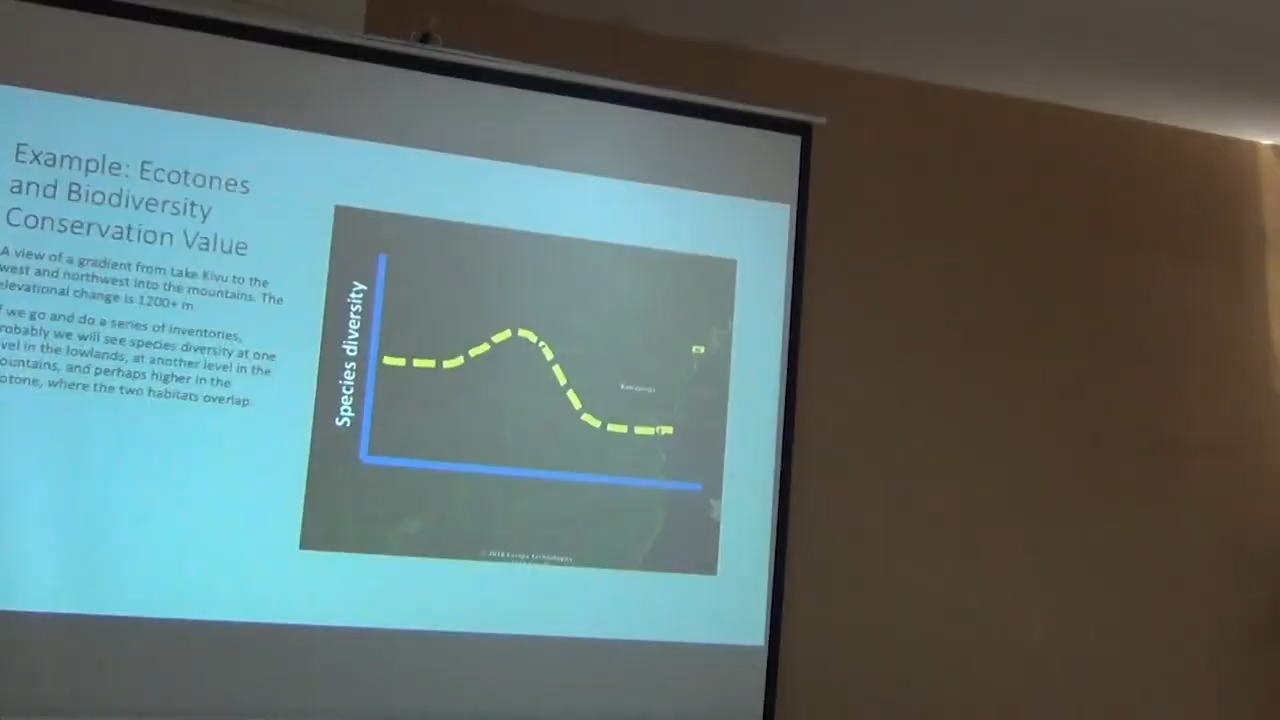 Example: Ecotones
and Biodiversity
Conservation Value
A view of a gradient from Lake Kivu to the
west and northwest into the mountains. The
elevational change is 1200+ m.
f we go and do a series of inventories,
robably we will see species diversity at one
vel in the lowlands, at another level in the
ountains, and perhaps higher in the
otone, where the two habitats overlap.
Species diversity
© 2018 Europa Technologies